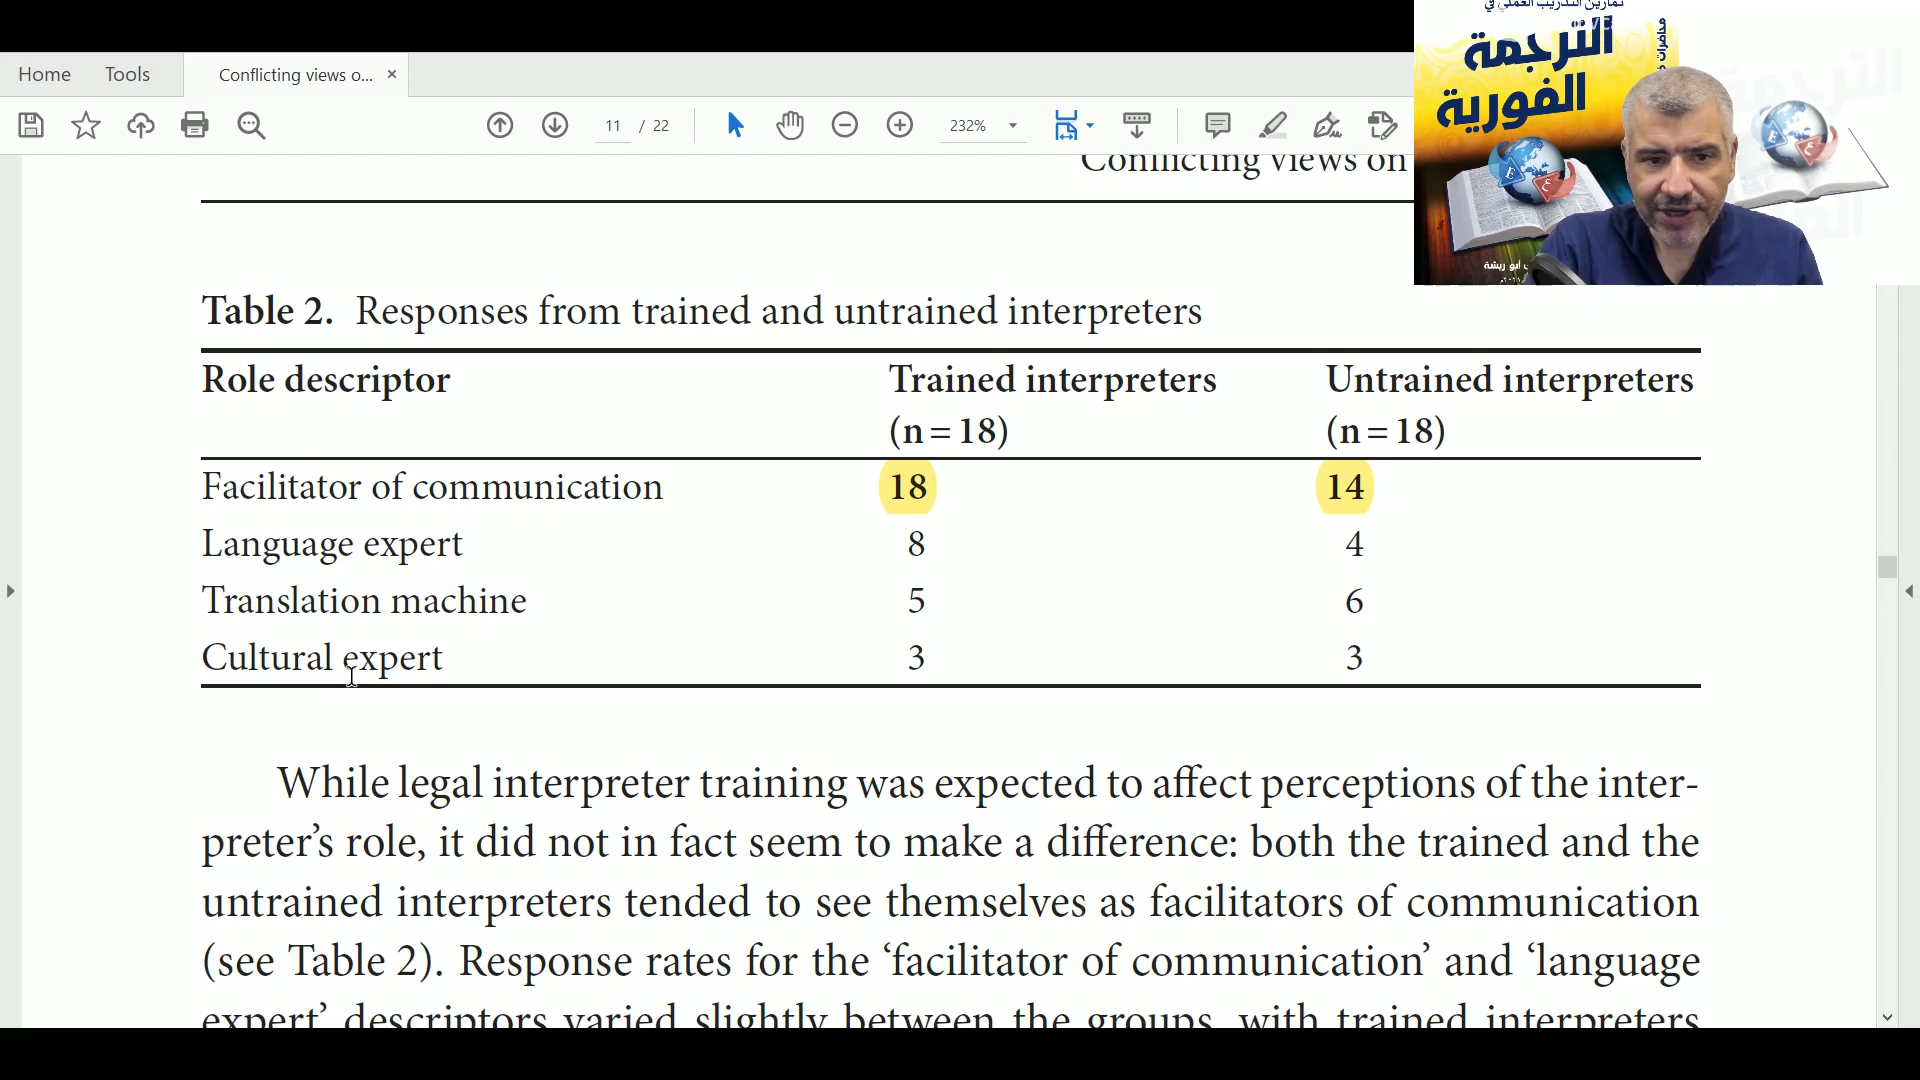 Home Tools Conflicting views o... ×
11 / 22 232%
Conflicting views on
تمارين التدريب العملي في
الترجمة
الفورية
محاضرات
E ع
Table 2. Responses from trained and untrained interpreters
Role descriptor Trained interpreters Untrained interpreters
(n = 18) (n = 18)
Facilitator of communication 18 14
Language expert 8 4
Translation machine 5 6
Cultural expert 3 3
While legal interpreter training was expected to affect perceptions of the inter-
preter’s role, it did not in fact seem to make a difference: both the trained and the
untrained interpreters tended to see themselves as facilitators of communication
(see Table 2). Response rates for the ‘facilitator of communication’ and ‘language
expert’ descriptors varied slightly between the groups, with trained interpreters